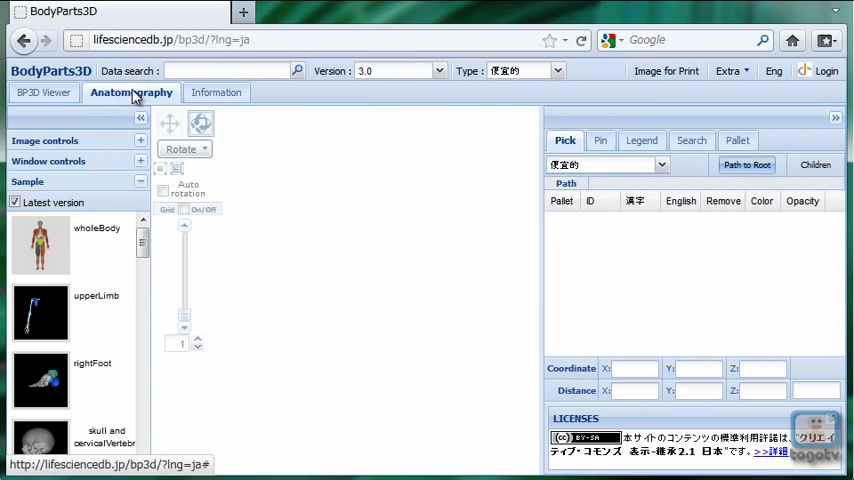 BodyParts3D
lifesciencedb.jp/bp3d/?lng=ja
Google
BodyParts3D Data search : Version : 3.0 Type : 便宜的 Image for Print Extra Eng Login
BP3D Viewer Anatomography Information
Image controls
Window controls
Sample
Latest version
wholeBody
upperLimb
rightFoot
skull and
cervicalVertebr
Rotate
Auto
rotation
Grid On/Off
1
Pick Pin Legend Search Pallet
便宜的 Path to Root Children
Path
Pallet ID 漢字 English Remove Color Opacity
Coordinate X: Y: Z:
Distance X: Y: Z:
LICENSES
(cc) BY-SA 本サイトのコンテンツの標準利用許諾は、"クリエイ
ティブ・コモンズ 表示-継承2.1 日本"です。 >>詳細
togotv
http://lifesciencedb.jp/bp3d/?lng=ja#